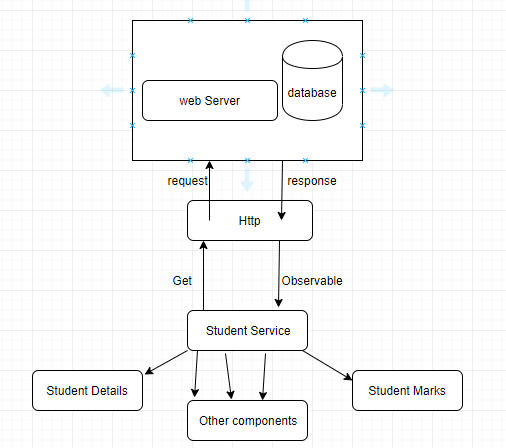 web Server
database
request
response
Http
Get
Observable
Student Service
Student Details
Student Marks
Other components